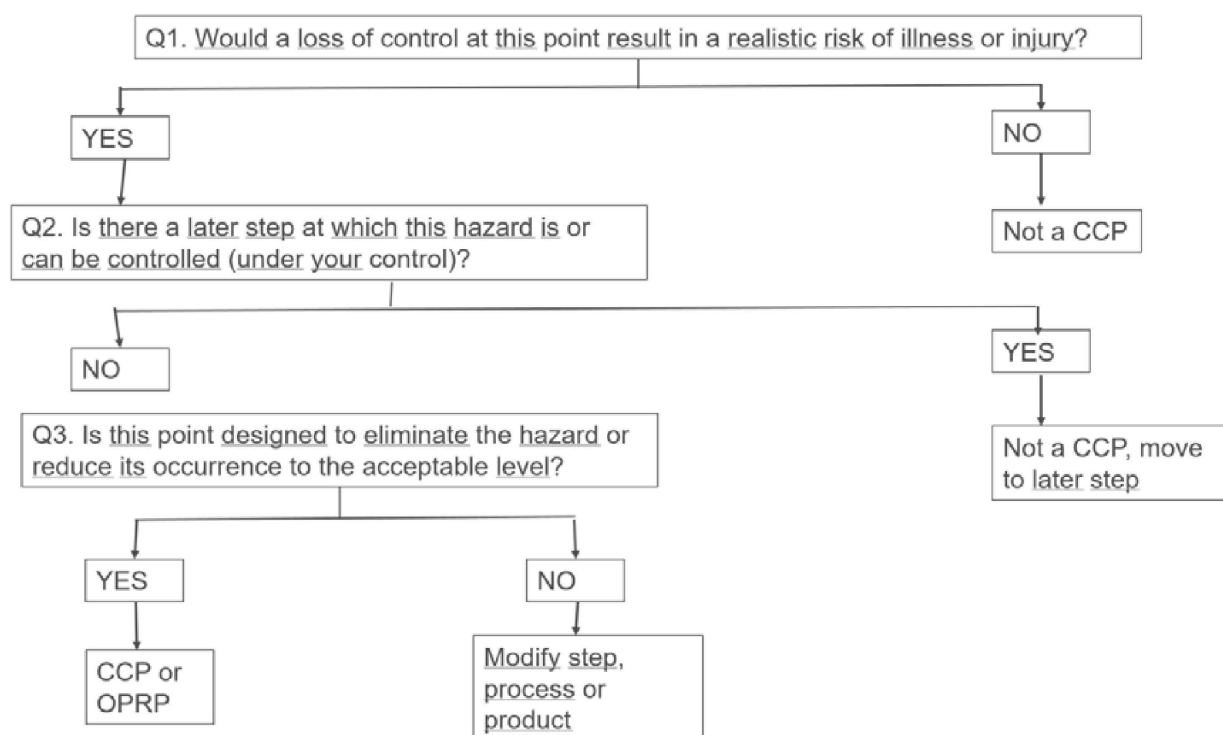 Q1. Would a loss of control at this point result in a realistic risk of illness or injury?
YES
NO
Q2. Is there a later step at which this hazard is or
can be controlled (under your control)?
Not a CCP
NO
YES
Q3. Is this point designed to eliminate the hazard or
reduce its occurrence to the acceptable level?
Not a CCP, move
to later step
YES
NO
CCP or
OPRP
Modify step,
process or
product